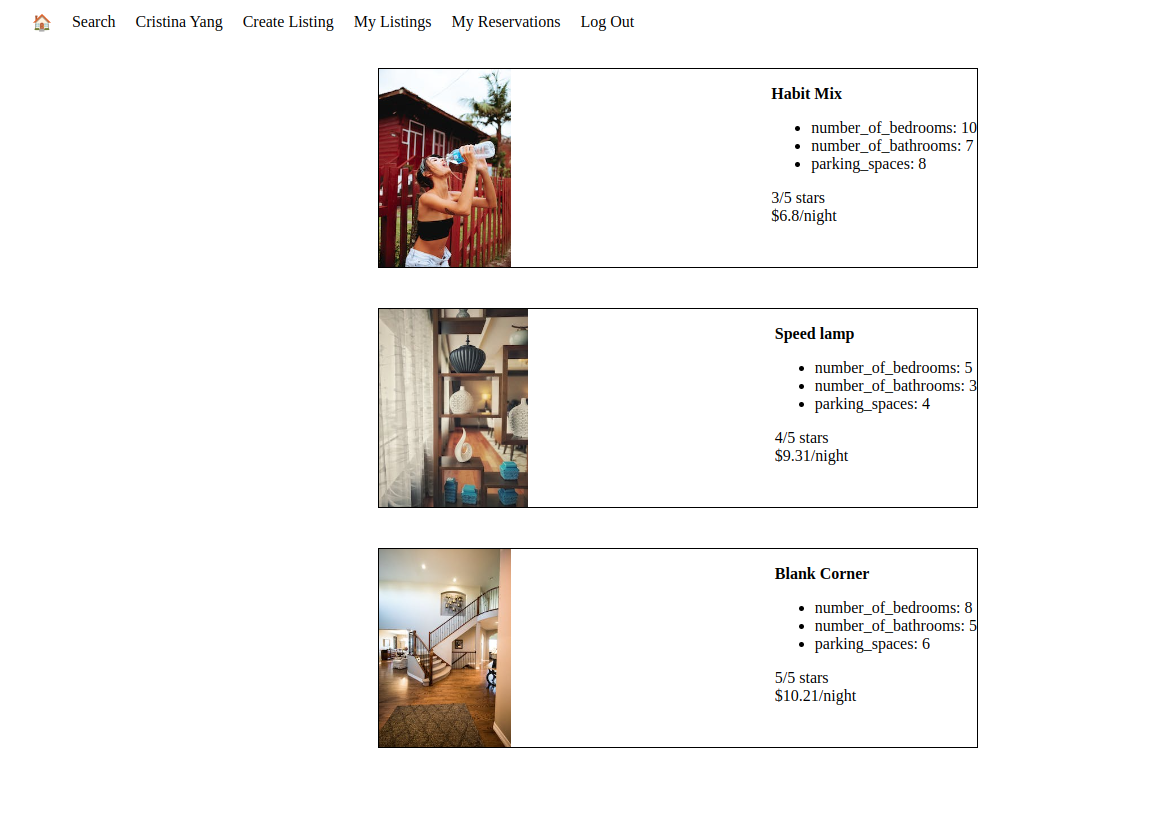 🏠 Search Cristina Yang Create Listing My Listings My Reservations Log Out
Habit Mix
• number_of_bedrooms: 10
• number_of_bathrooms: 7
• parking_spaces: 8
3/5 stars
$6.8/night
Speed lamp
• number_of_bedrooms: 5
• number_of_bathrooms: 3
• parking_spaces: 4
4/5 stars
$9.31/night
Blank Corner
• number_of_bedrooms: 8
• number_of_bathrooms: 5
• parking_spaces: 6
5/5 stars
$10.21/night